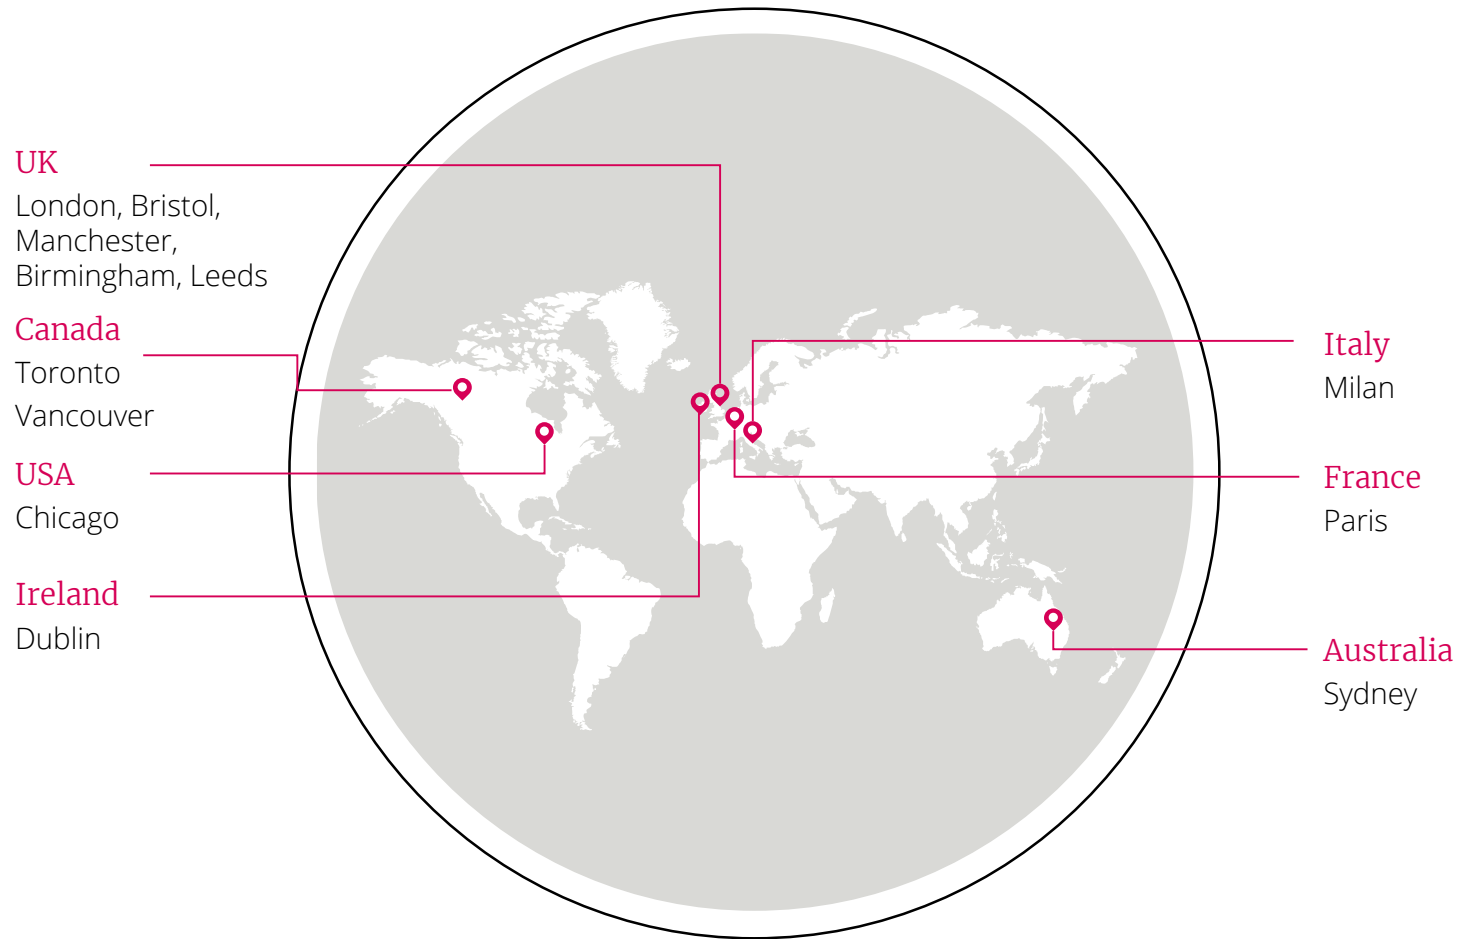 UK
London, Bristol,
Manchester,
Birmingham, Leeds
Canada
Toronto
Vancouver
USA
Chicago
Ireland
Dublin
Italy
Milan
France
Paris
Australia
Sydney